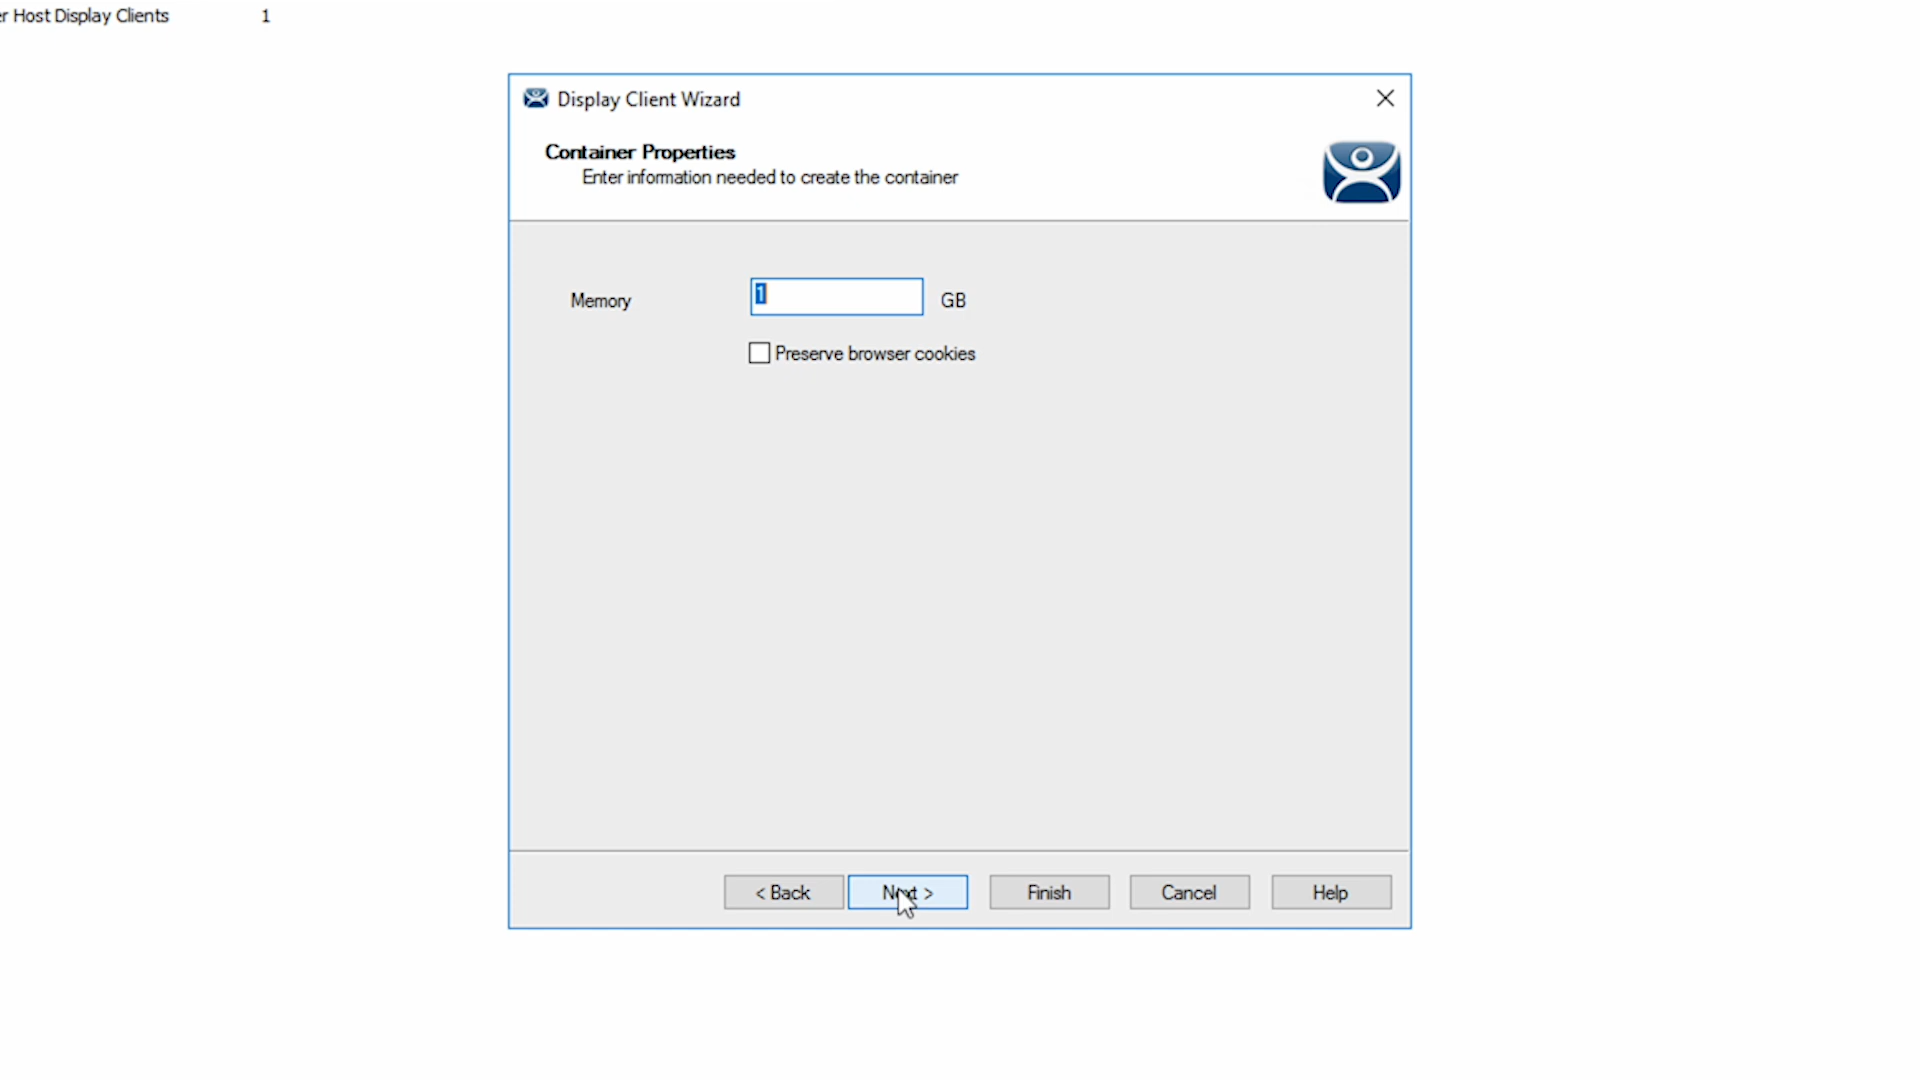 Host Display Clients 1
Display Client Wizard
Container Properties
Enter information needed to create the container
Memory 1 GB
Preserve browser cookies
< Back Next > Finish Cancel Help